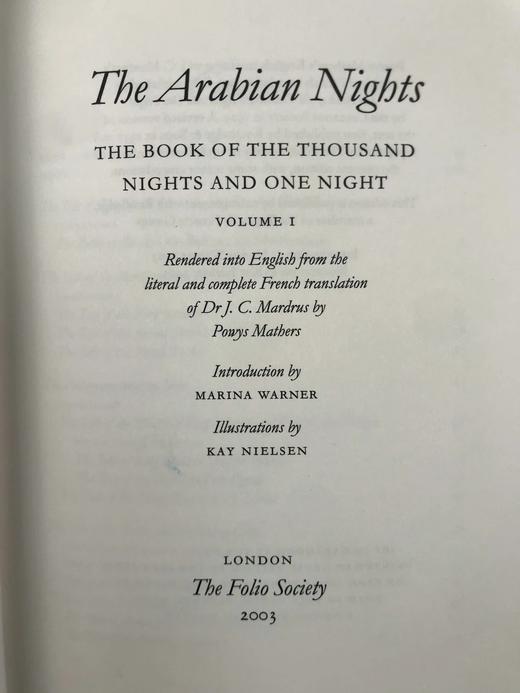 The Arabian Nights
THE BOOK OF THE THOUSAND
NIGHTS AND ONE NIGHT
VOLUME I
Rendered into English from the
literal and complete French translation
of Dr J. C. Mardrus by
Powys Mathers
Introduction by
MARINA WARNER
Illustrations by
KAY NIELSEN
LONDON
The Folio Society
2003